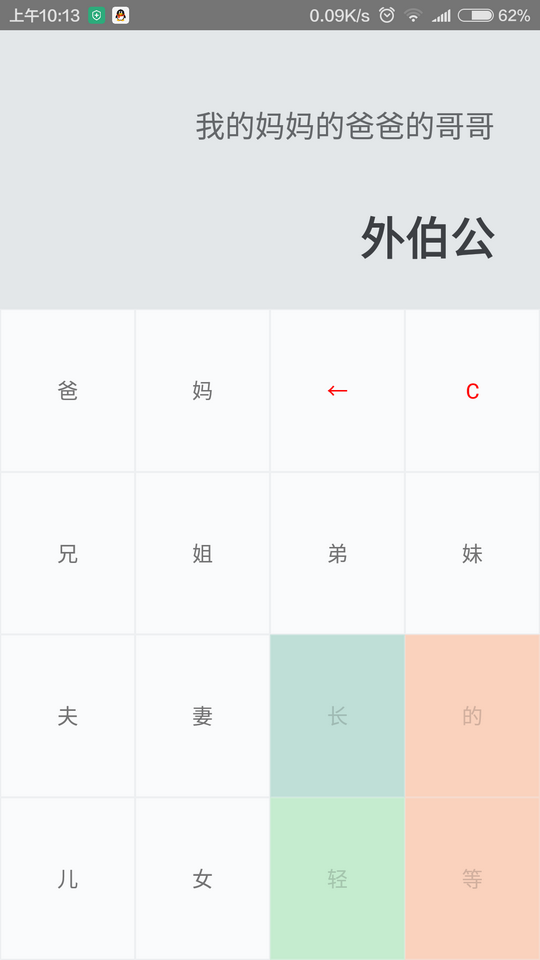 上午10:13 0.09K/s 62%
我的妈妈的爸爸的哥哥
外伯公
爸 妈 ← C
兄 姐 弟 妹
夫 妻 长 的
儿 女 轻 等